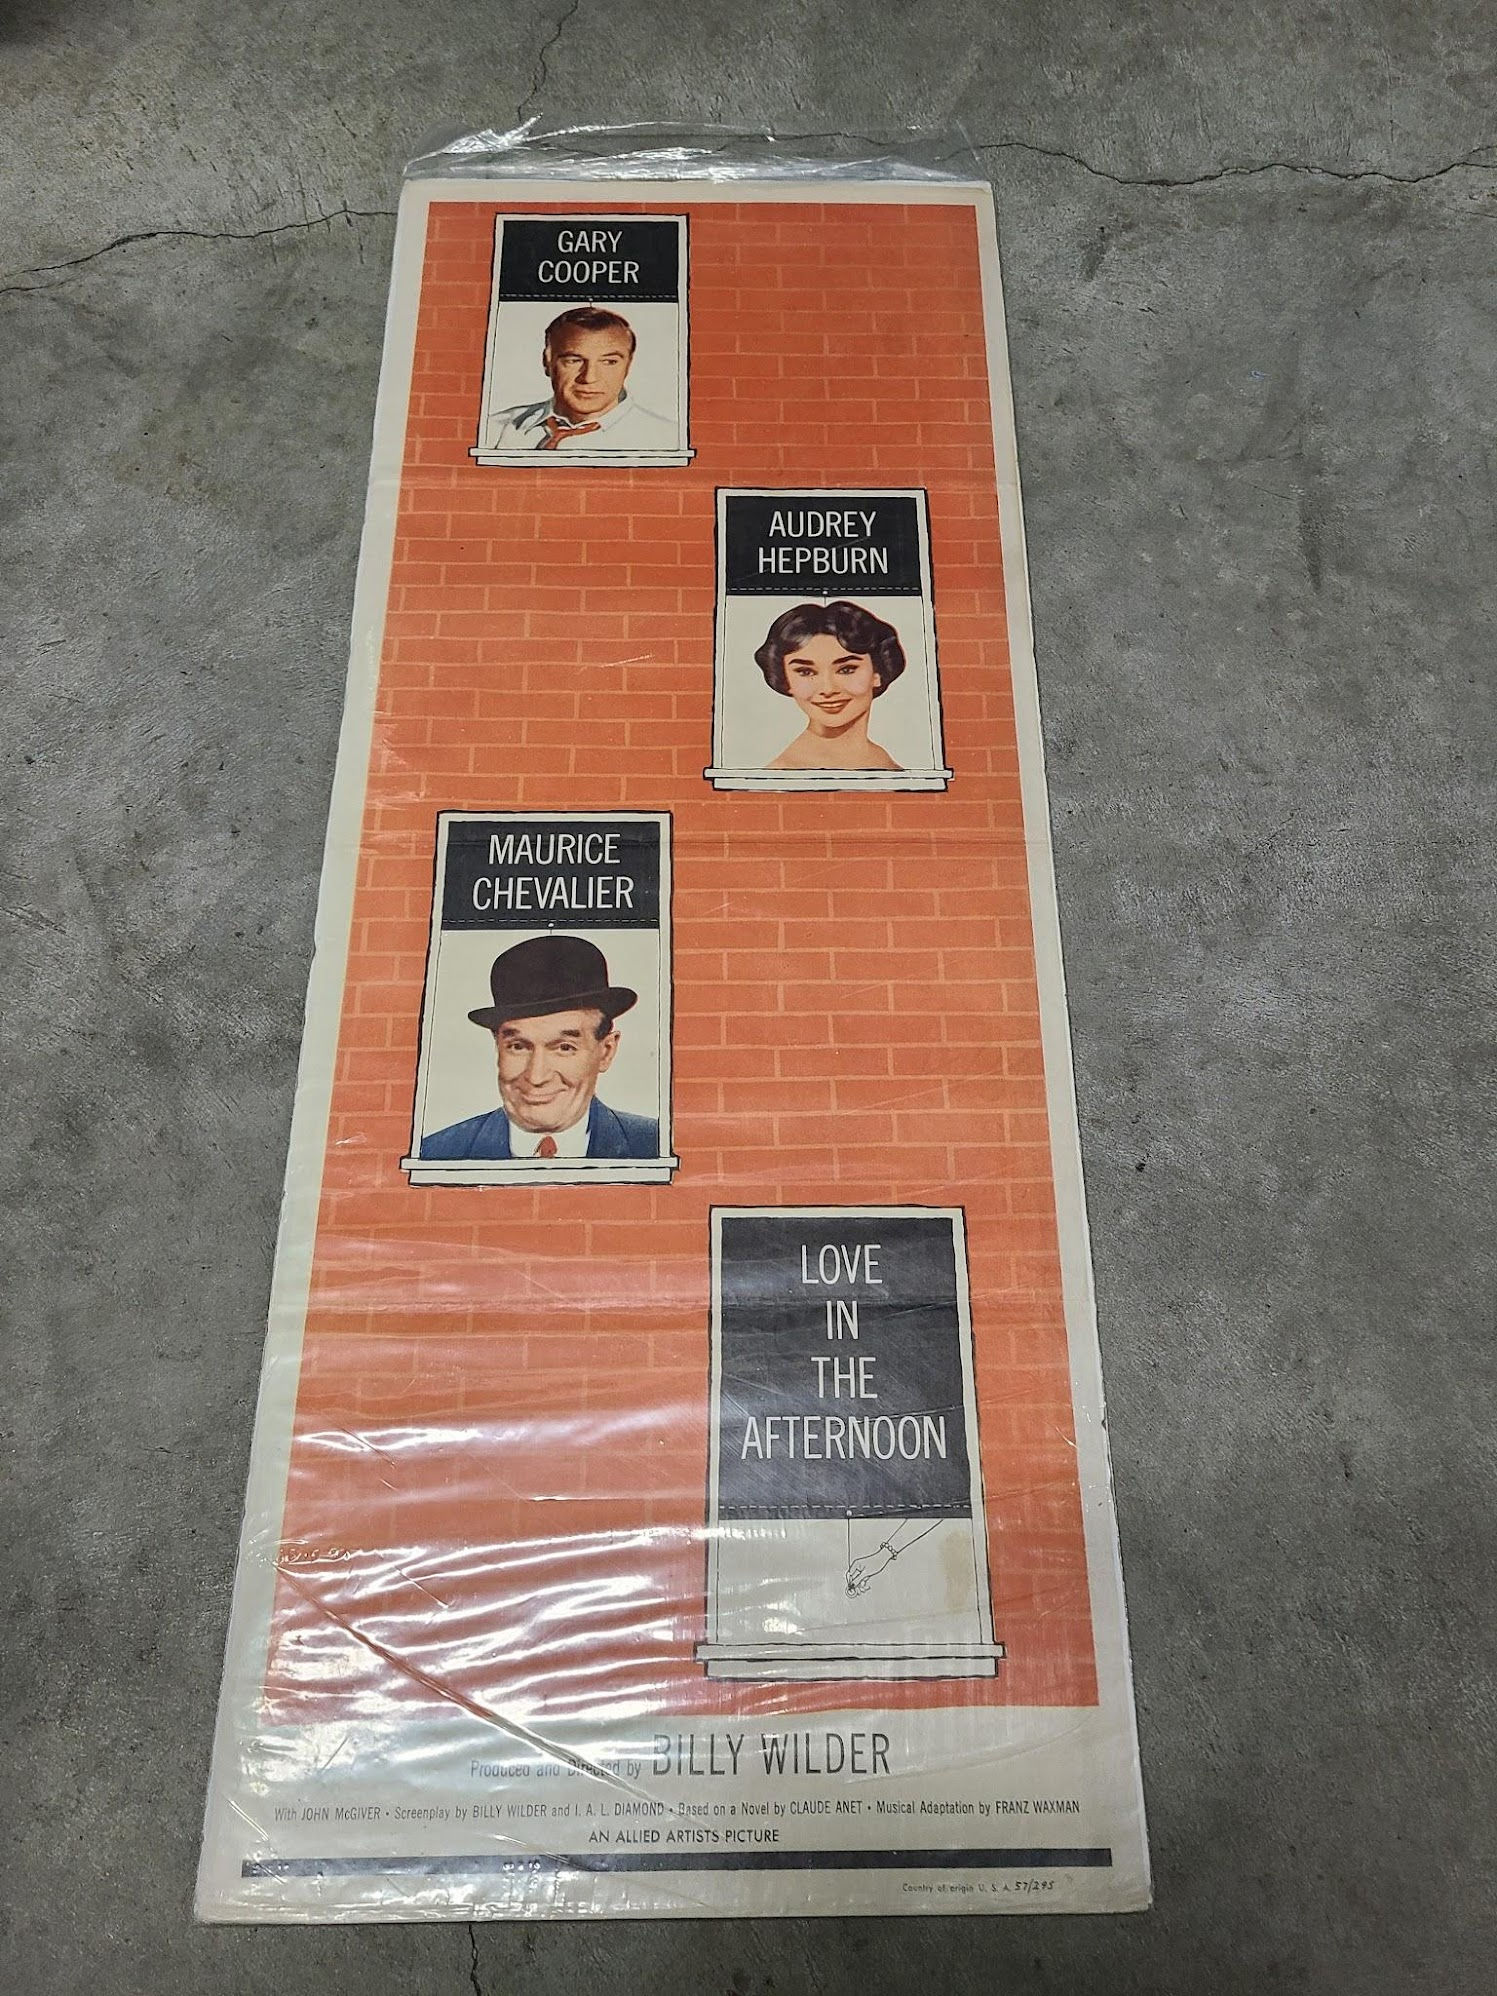 GARY
COOPER
AUDREY
HEPBURN
MAURICE
CHEVALIER
LOVE
IN
THE
AFTERNOON
Produced and Directed by BILLY WILDER
With JOHN McGIVER • Screenplay by BILLY WILDER and I. A. L. DIAMOND • Based on a Novel by CLAUDE ANET • Musical Adaptation by FRANZ WAXMAN
AN ALLIED ARTISTS PICTURE
Country of origin U. S. A. 57/295